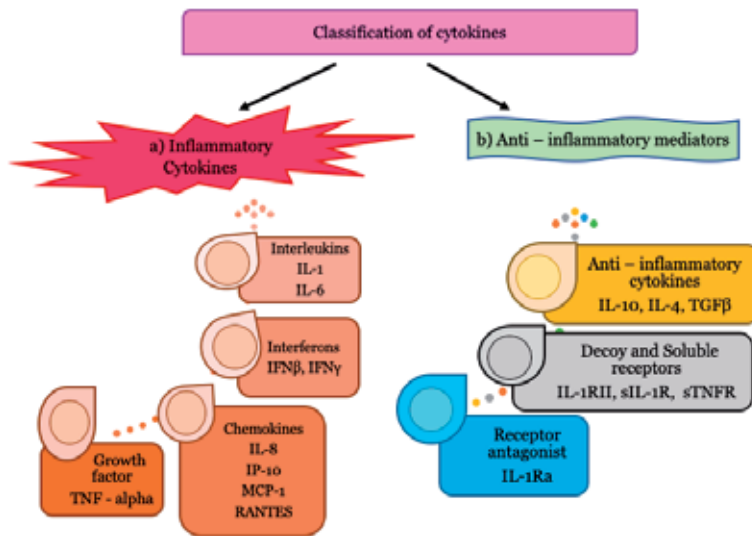 Classification of cytokines
a) Inflammatory
Cytokines
b) Anti – inflammatory mediators
Interleukins
IL-1
IL-6
Interferons
IFNβ, IFNγ
Chemokines
IL-8
IP-10
MCP-1
RANTES
Growth
factor
TNF - alpha
Anti – inflammatory
cytokines
IL-10, IL-4, TGFβ
Decoy and Soluble
receptors
IL-1RII, sIL-1R, sTNFR
Receptor
antagonist
IL-1Ra